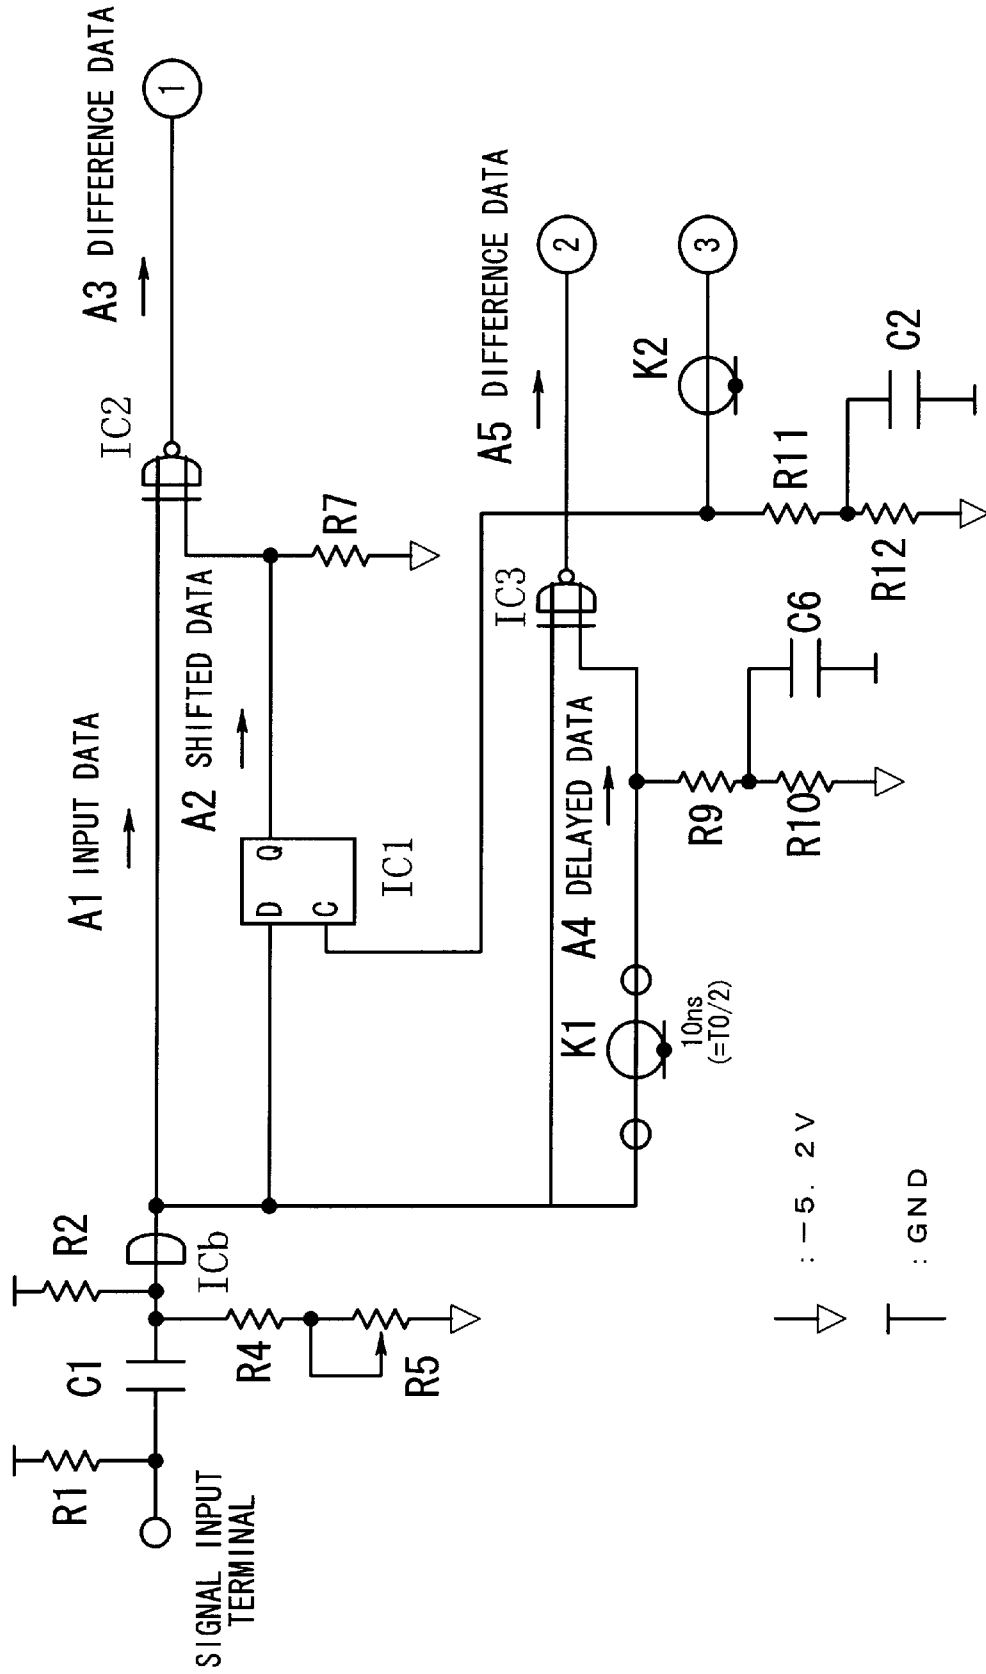 SIGNAL INPUT
TERMINAL
R1
C1
R2
R4
R5
ICb
A1 INPUT DATA
A2 SHIFTED DATA
D
Q
C
IC1
R7
IC2
A3 DIFFERENCE DATA
1
K1
10ns
(=T0/2)
A4 DELAYED DATA
R9
R10
C6
IC3
A5 DIFFERENCE DATA
2
K2
3
R11
R12
C2
: −5. 2V
: GND